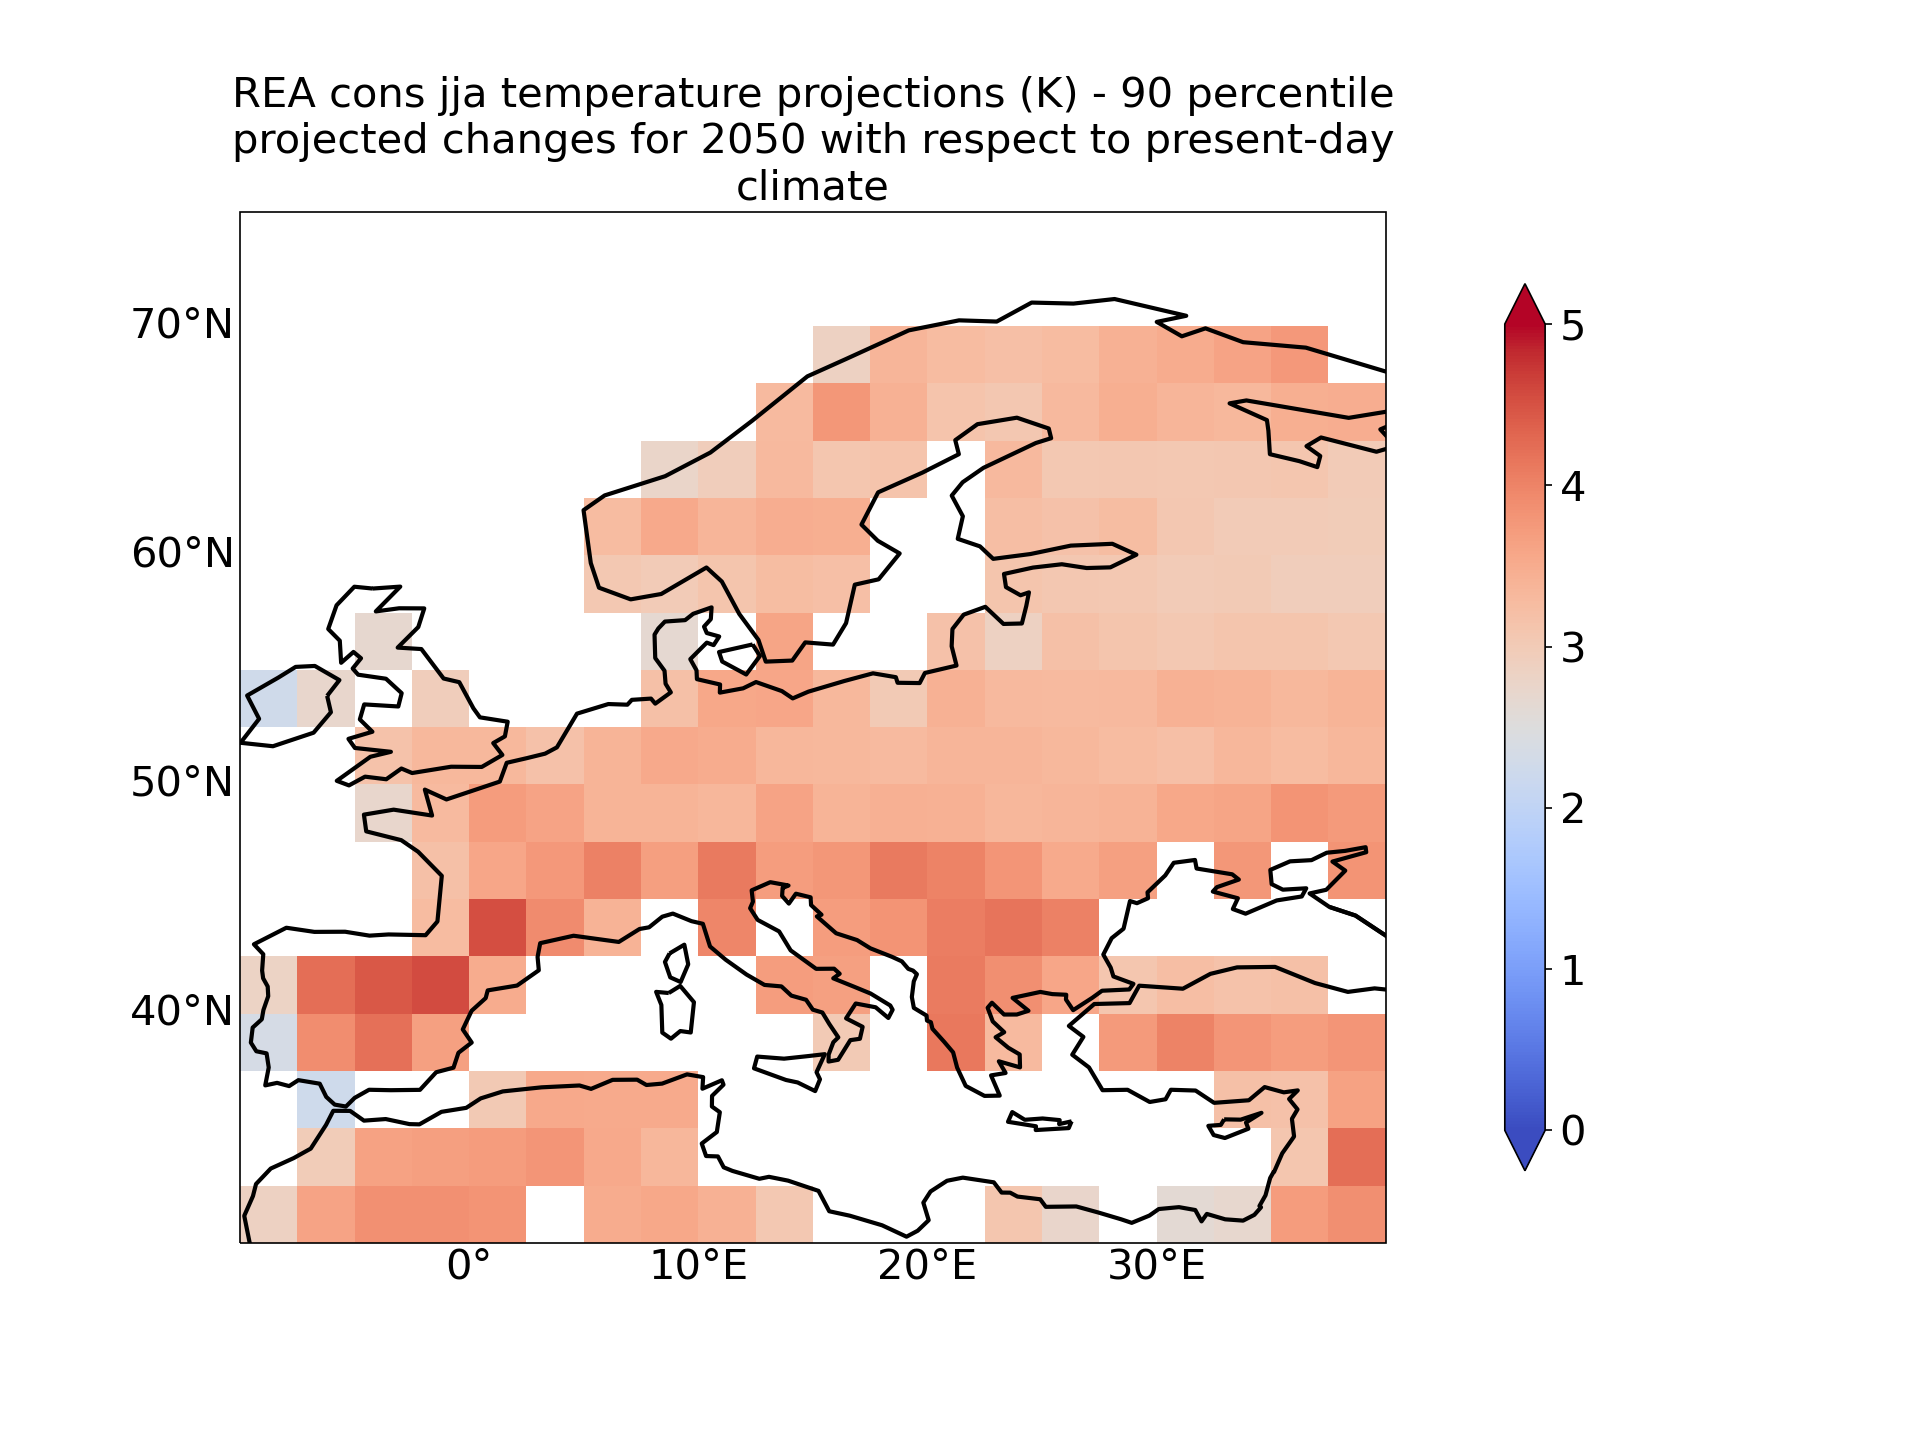 REA cons jja temperature projections (K) - 90 percentile
projected changes for 2050 with respect to present-day
climate
70°N
60°N
50°N
40°N
0°
10°E
20°E
30°E
5
4
3
2
1
0